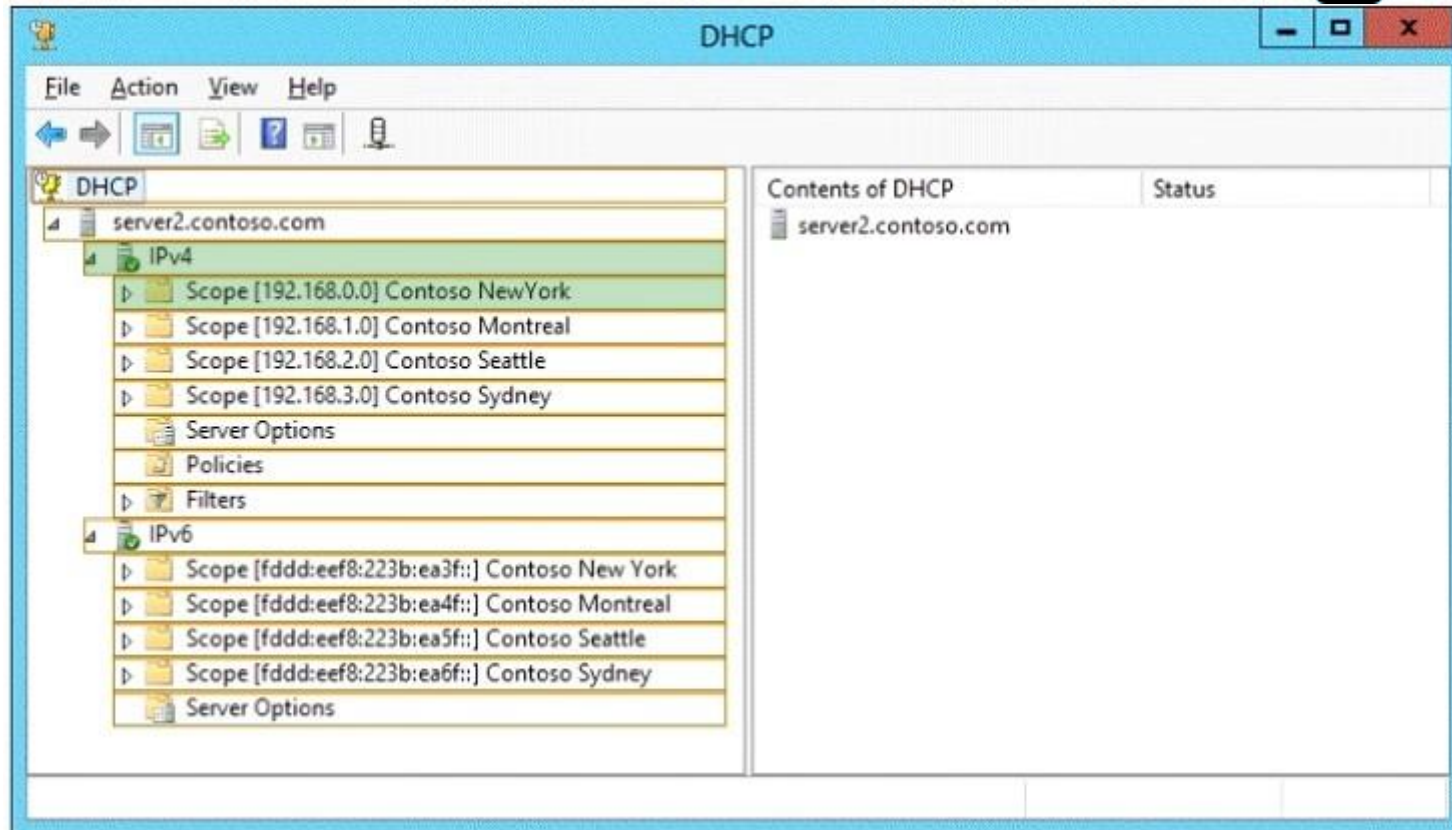 DHCP
File Action View Help
DHCP
server2.contoso.com
IPv4
Scope [192.168.0.0] Contoso NewYork
Scope [192.168.1.0] Contoso Montreal
Scope [192.168.2.0] Contoso Seattle
Scope [192.168.3.0] Contoso Sydney
Server Options
Policies
Filters
IPv6
Scope [fddd:eef8:223b:ea3f::] Contoso New York
Scope [fddd:eef8:223b:ea4f::] Contoso Montreal
Scope [fddd:eef8:223b:ea5f::] Contoso Seattle
Scope [fddd:eef8:223b:ea6f::] Contoso Sydney
Server Options
Contents of DHCP Status
server2.contoso.com